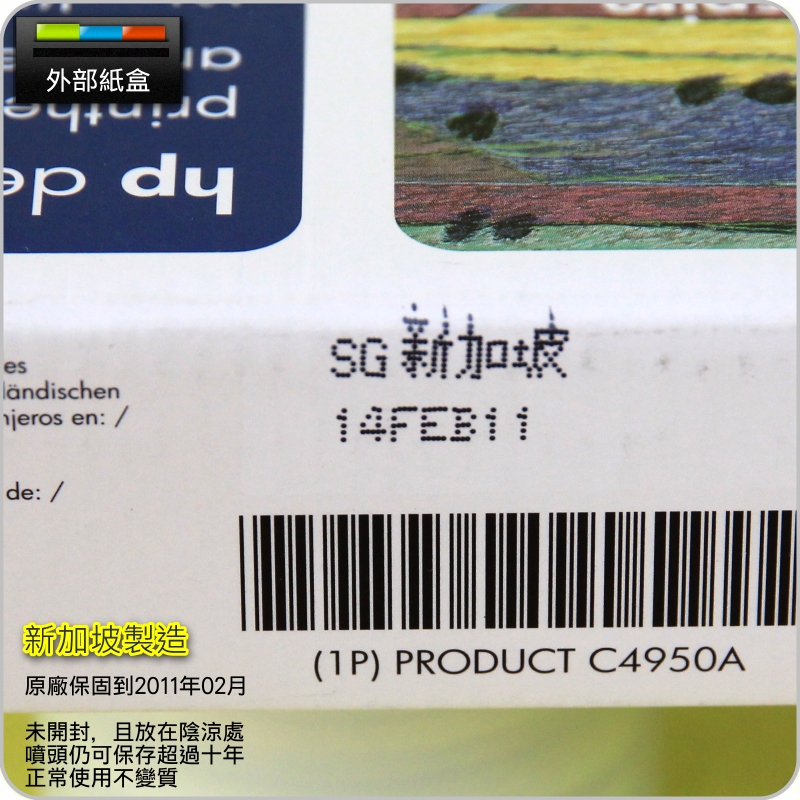 外部紙盒
an
printhe
hp de
SG 新加坡
14FEB11
es
ländischen
njeros en: /
de: /
(1P) PRODUCT C4950A
新加坡製造
原廠保固到2011年02月
未開封，且放在陰涼處
噴頭仍可保存超過十年
正常使用不變質